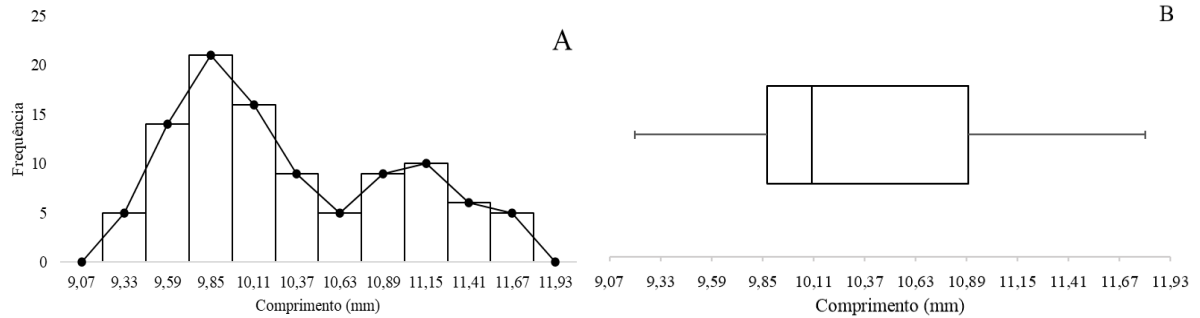 25
20
15
10
5
0
Frequência
A
9,07 9,33 9,59 9,85 10,11 10,37 10,63 10,89 11,15 11,41 11,67 11,93
Comprimento (mm)
B
9,07 9,33 9,59 9,85 10,11 10,37 10,63 10,89 11,15 11,41 11,67 11,93
Comprimento (mm)